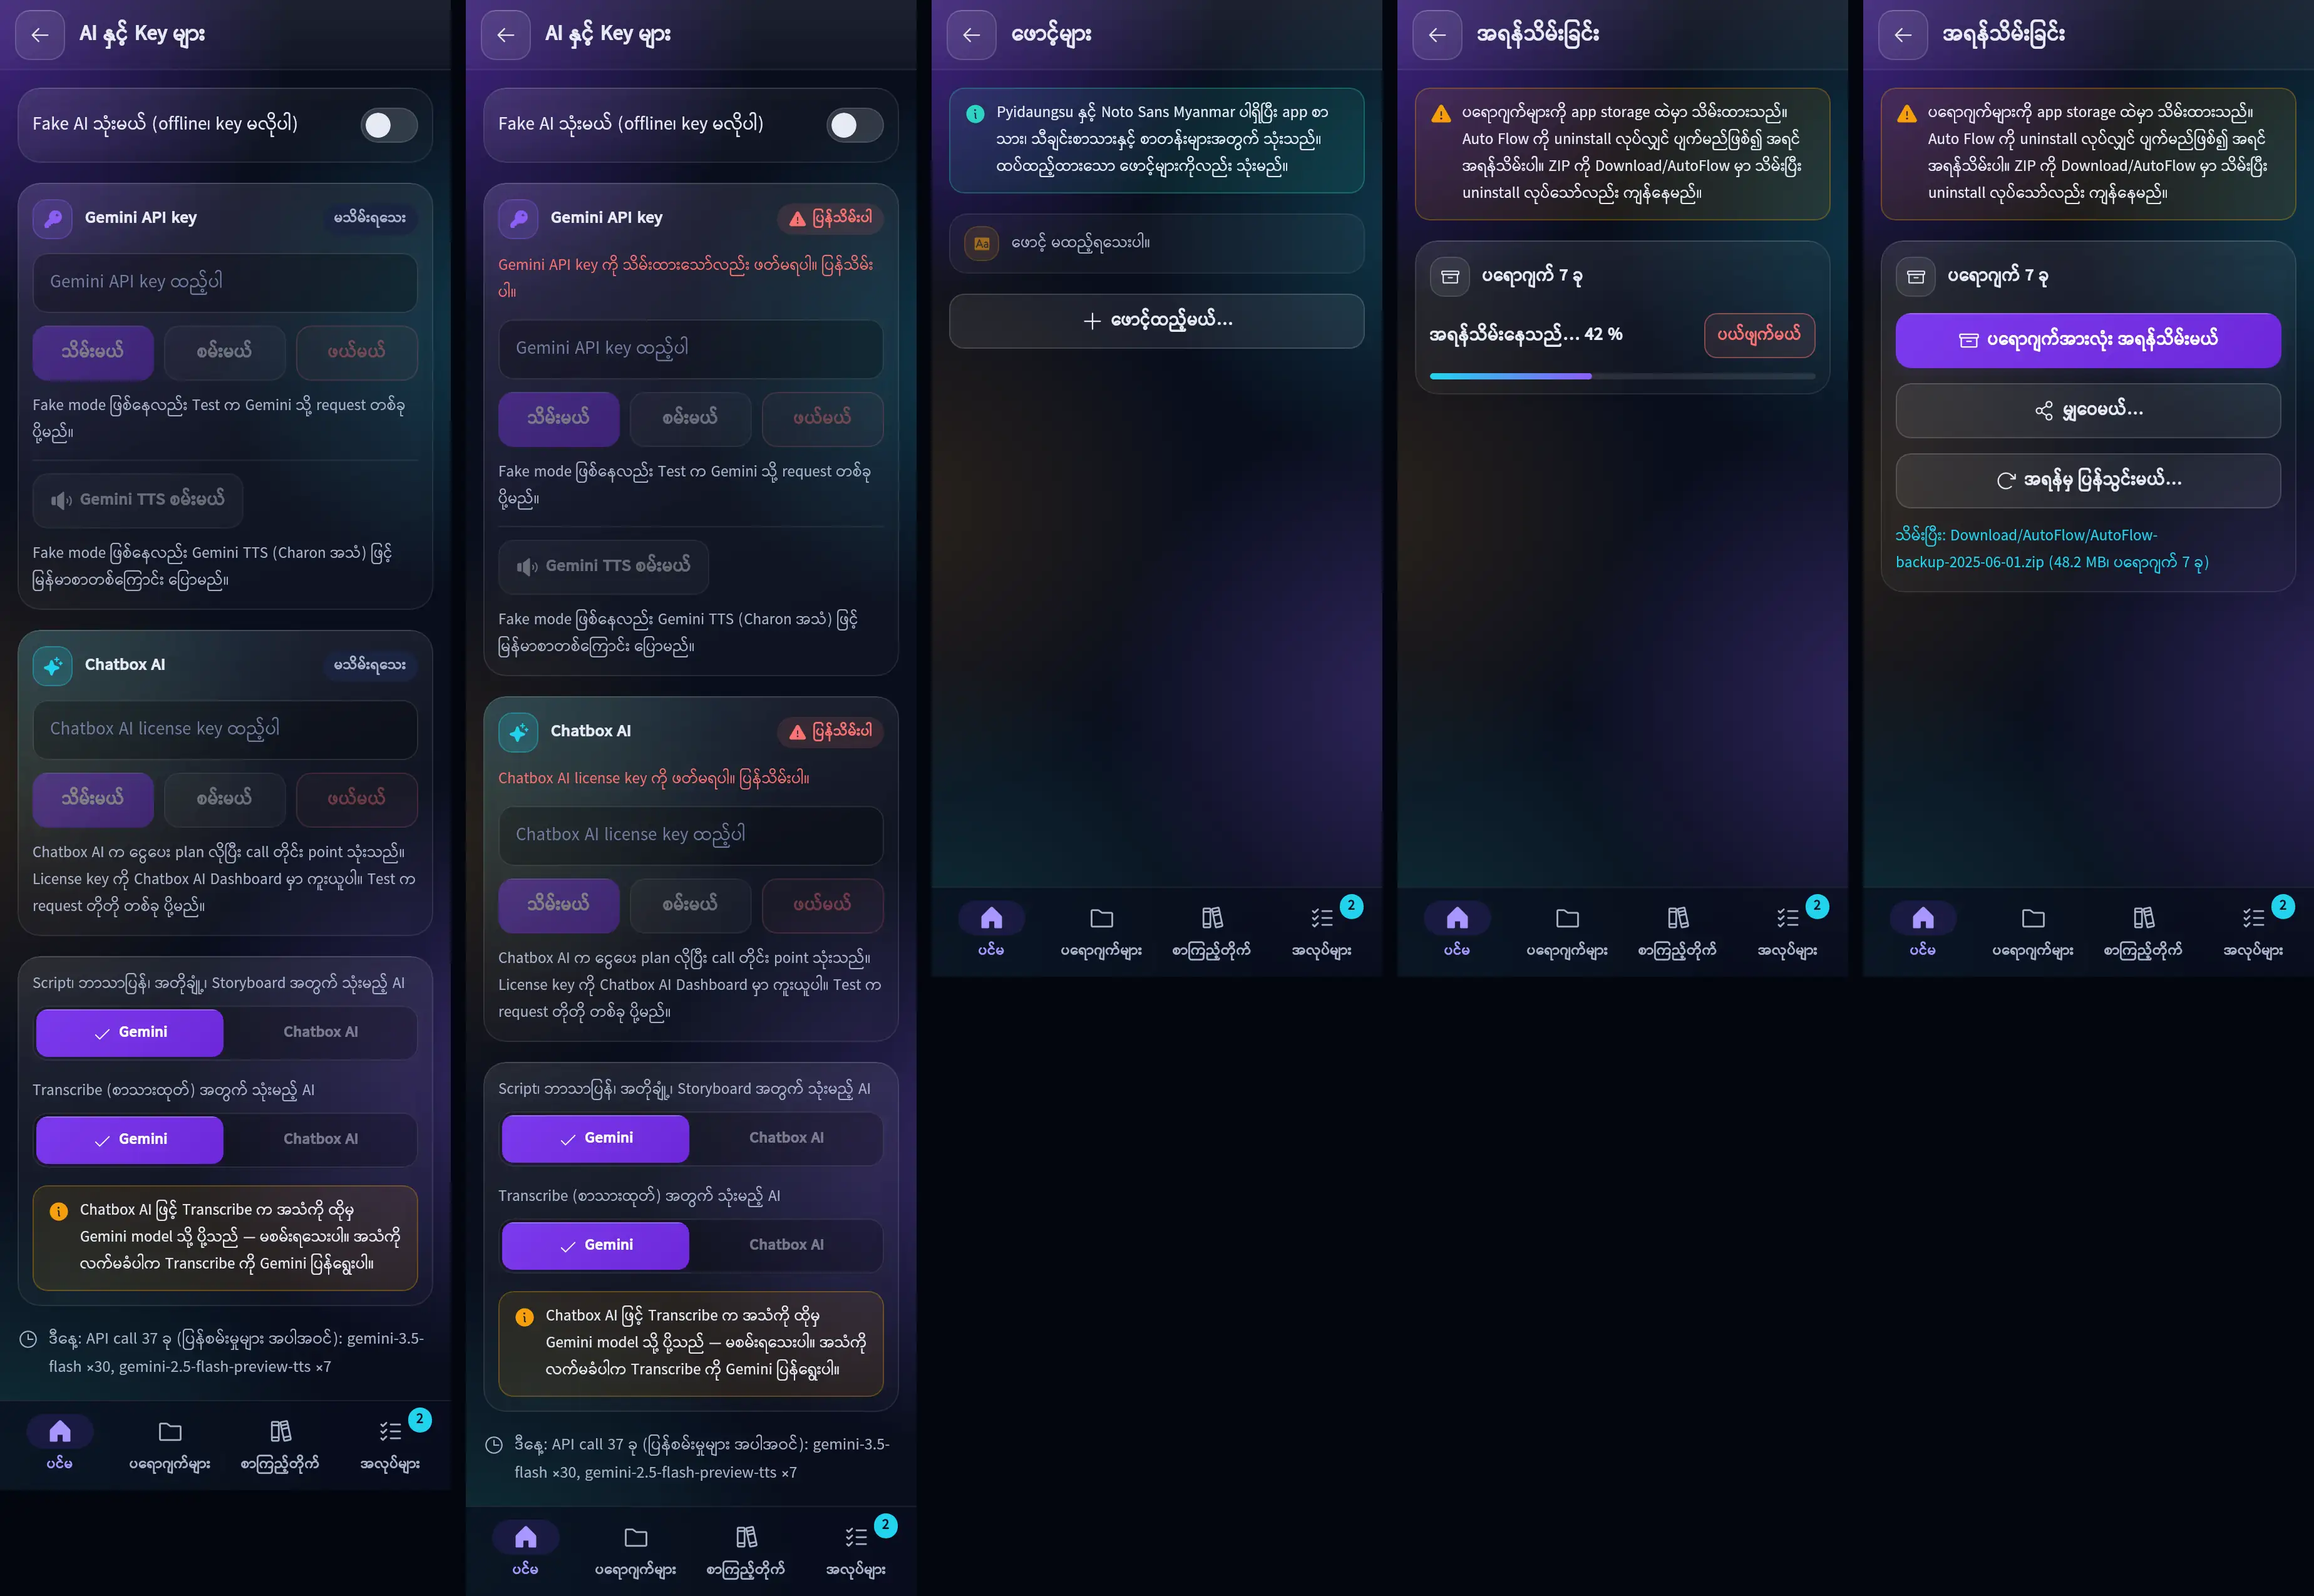 AI နှင့် Key များ
Fake AI သုံးမယ် (offline၊ key မလိုပါ)
Gemini API key
မသိမ်းရသေး
Gemini API key ထည့်ပါ
သိမ်းမယ်
စမ်းမယ်
ဖယ်မယ်
Fake mode ဖြစ်နေလည်း Test က Gemini သို့ request တစ်ခု
ပို့မည်။
Gemini TTS စမ်းမယ်
Fake mode ဖြစ်နေလည်း Gemini TTS (Charon အသံ) ဖြင့်
မြန်မာစာတစ်ကြောင်း ပြောမည်။
Chatbox AI
မသိမ်းရသေး
Chatbox AI license key ထည့်ပါ
သိမ်းမယ်
စမ်းမယ်
ဖယ်မယ်
Chatbox AI က ငွေပေး plan လိုပြီး call တိုင်း point သုံးသည်။
License key ကို Chatbox AI Dashboard မှာ ကူးယူပါ။ Test က
request တိုတို တစ်ခု ပို့မည်။
Script၊ ဘာသာပြန်၊ အတိုချုံ့၊ Storyboard အတွက် သုံးမည့် AI
Gemini
Chatbox AI
Transcribe (စာသားထုတ်) အတွက် သုံးမည့် AI
Gemini
Chatbox AI
Chatbox AI ဖြင့် Transcribe က အသံကို ထိုမှ
Gemini model သို့ ပို့သည် — မစမ်းရသေးပါ။ အသံကို
လက်မခံပါက Transcribe ကို Gemini ပြန်ရွေးပါ။
ဒီနေ့: API call 37 ခု (ပြန်စမ်းမှုများ အပါအဝင်): gemini-3.5-
flash ×30, gemini-2.5-flash-preview-tts ×7
ပင်မ
ပရောဂျက်များ
စာကြည့်တိုက်
အလုပ်များ
2
AI နှင့် Key များ
Fake AI သုံးမယ် (offline၊ key မလိုပါ)
Gemini API key
ပြန်သိမ်းပါ
Gemini API key ကို သိမ်းထားသော်လည်း ဖတ်မရပါ။ ပြန်သိမ်း
ပါ။
Gemini API key ထည့်ပါ
သိမ်းမယ်
စမ်းမယ်
ဖယ်မယ်
Fake mode ဖြစ်နေလည်း Test က Gemini သို့ request တစ်ခု
ပို့မည်။
Gemini TTS စမ်းမယ်
Fake mode ဖြစ်နေလည်း Gemini TTS (Charon အသံ) ဖြင့်
မြန်မာစာတစ်ကြောင်း ပြောမည်။
Chatbox AI
ပြန်သိမ်းပါ
Chatbox AI license key ကို ဖတ်မရပါ။ ပြန်သိမ်းပါ။
Chatbox AI license key ထည့်ပါ
သိမ်းမယ်
စမ်းမယ်
ဖယ်မယ်
Chatbox AI က ငွေပေး plan လိုပြီး call တိုင်း point သုံးသည်။
License key ကို Chatbox AI Dashboard မှာ ကူးယူပါ။ Test က
request တိုတို တစ်ခု ပို့မည်။
Script၊ ဘာသာပြန်၊ အတိုချုံ့၊ Storyboard အတွက် သုံးမည့် AI
Gemini
Chatbox AI
Transcribe (စာသားထုတ်) အတွက် သုံးမည့် AI
Gemini
Chatbox AI
Chatbox AI ဖြင့် Transcribe က အသံကို ထိုမှ
Gemini model သို့ ပို့သည် — မစမ်းရသေးပါ။ အသံကို
လက်မခံပါက Transcribe ကို Gemini ပြန်ရွေးပါ။
ဒီနေ့: API call 37 ခု (ပြန်စမ်းမှုများ အပါအဝင်): gemini-3.5-
flash ×30, gemini-2.5-flash-preview-tts ×7
ပင်မ
ပရောဂျက်များ
စာကြည့်တိုက်
အလုပ်များ
2
ဖောင့်များ
Pyidaungsu နှင့် Noto Sans Myanmar ပါရှိပြီး app စာ
သား၊ သီချင်းစာသားနှင့် စာတန်းများအတွက် သုံးသည်။
ထပ်ထည့်ထားသော ဖောင့်များကိုလည်း သုံးမည်။
Aa
ဖောင့် မထည့်ရသေးပါ။
ဖောင့်ထည့်မယ်...
ပင်မ
ပရောဂျက်များ
စာကြည့်တိုက်
အလုပ်များ
2
အရန်သိမ်းခြင်း
ပရောဂျက်များကို app storage ထဲမှာ သိမ်းထားသည်။
Auto Flow ကို uninstall လုပ်လျှင် ပျက်မည်ဖြစ်၍ အရင်
အရန်သိမ်းပါ။ ZIP ကို Download/AutoFlow မှာ သိမ်းပြီး
uninstall လုပ်သော်လည်း ကျန်နေမည်။
ပရောဂျက် 7 ခု
အရန်သိမ်းနေသည်... 42 %
ပယ်ဖျက်မယ်
ပင်မ
ပရောဂျက်များ
စာကြည့်တိုက်
အလုပ်များ
2
အရန်သိမ်းခြင်း
ပရောဂျက်များကို app storage ထဲမှာ သိမ်းထားသည်။
Auto Flow ကို uninstall လုပ်လျှင် ပျက်မည်ဖြစ်၍ အရင်
အရန်သိမ်းပါ။ ZIP ကို Download/AutoFlow မှာ သိမ်းပြီး
uninstall လုပ်သော်လည်း ကျန်နေမည်။
ပရောဂျက် 7 ခု
ပရောဂျက်အားလုံး အရန်သိမ်းမယ်
မျှဝေမယ်...
အရန်မှ ပြန်သွင်းမယ်...
သိမ်းပြီး: Download/AutoFlow/AutoFlow-
backup-2025-06-01.zip (48.2 MB၊ ပရောဂျက် 7 ခု)
ပင်မ
ပရောဂျက်များ
စာကြည့်တိုက်
အလုပ်များ
2